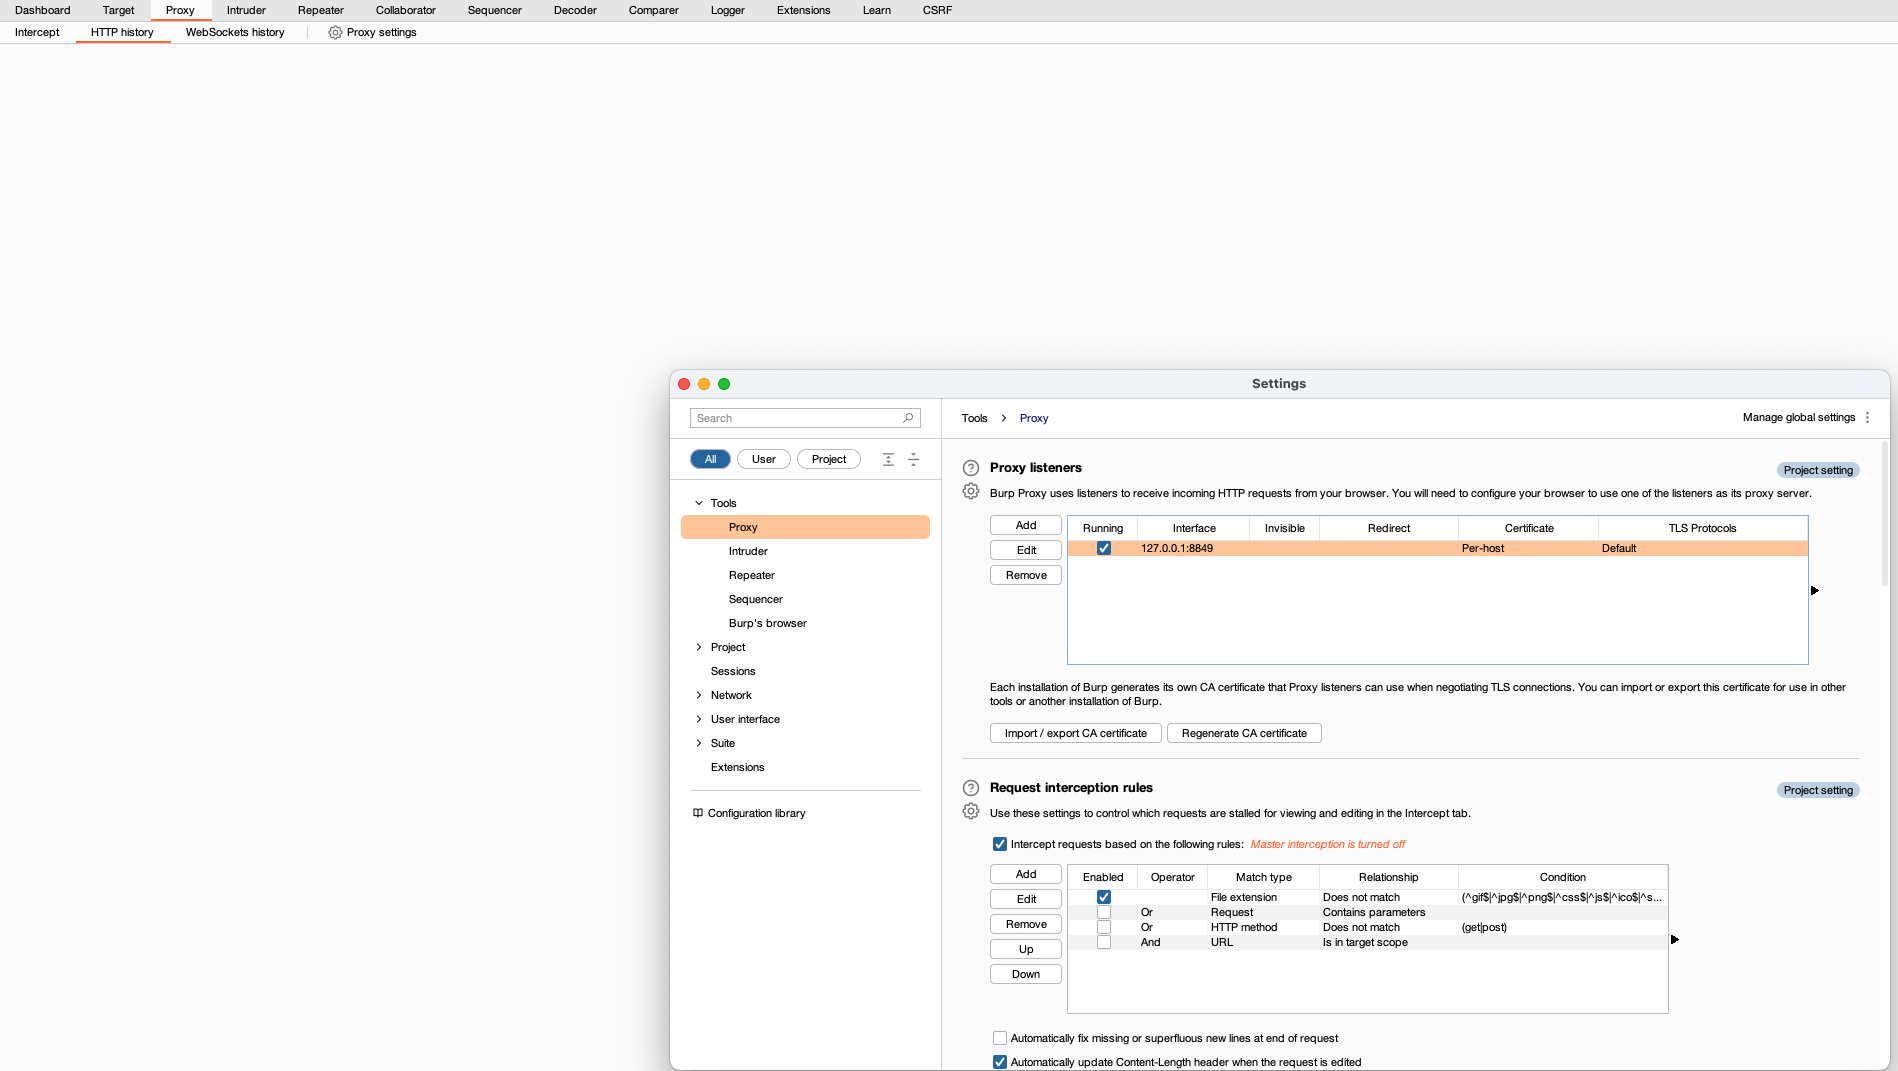 Dashboard Target Proxy Intruder Repeater Collaborator Sequencer Decoder Comparer Logger Extensions Learn CSRF
Intercept HTTP history WebSockets history Proxy settings
Settings
Search
All User Project
Tools
Proxy
Intruder
Repeater
Sequencer
Burp's browser
Project
Sessions
Network
User interface
Suite
Extensions
Configuration library
Tools > Proxy
Manage global settings
Proxy listeners
Project setting
Burp Proxy uses listeners to receive incoming HTTP requests from your browser. You will need to configure your browser to use one of the listeners as its proxy server.
Add
Edit
Remove
Running Interface Invisible Redirect Certificate TLS Protocols
127.0.0.1:8849 Per-host Default
Each installation of Burp generates its own CA certificate that Proxy listeners can use when negotiating TLS connections. You can import or export this certificate for use in other
tools or another installation of Burp.
Import / export CA certificate Regenerate CA certificate
Request interception rules
Project setting
Use these settings to control which requests are stalled for viewing and editing in the Intercept tab.
Intercept requests based on the following rules: Master interception is turned off
Add
Edit
Remove
Up
Down
Enabled Operator Match type Relationship Condition
File extension Does not match (^gif$|^jpg$|^png$|^css$|^js$|^ico$|^s...
Or Request Contains parameters
Or HTTP method Does not match (get|post)
And URL Is in target scope
Automatically fix missing or superfluous new lines at end of request
Automatically update Content-Length header when the request is edited